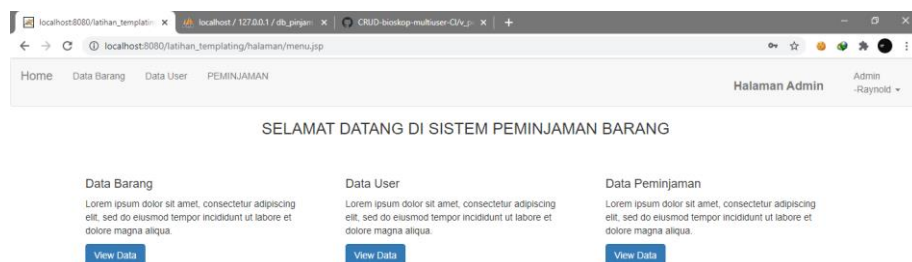 localhost:8080/latihan_templatin
localhost / 127.0.0.1 / db_pinjam
CRUD-bioskop-multiuser-CI/v_p
localhost:8080/latihan_templating/halaman/menu.jsp
Home Data Barang Data User PEMINJAMAN
Halaman Admin
Admin
-Raynold
SELAMAT DATANG DI SISTEM PEMINJAMAN BARANG
Data Barang
Lorem ipsum dolor sit amet, consectetur adipiscing
elit, sed do eiusmod tempor incididunt ut labore et
dolore magna aliqua.
View Data
Data User
Lorem ipsum dolor sit amet, consectetur adipiscing
elit, sed do eiusmod tempor incididunt ut labore et
dolore magna aliqua.
View Data
Data Peminjaman
Lorem ipsum dolor sit amet, consectetur adipiscing
elit, sed do eiusmod tempor incididunt ut labore et
dolore magna aliqua.
View Data